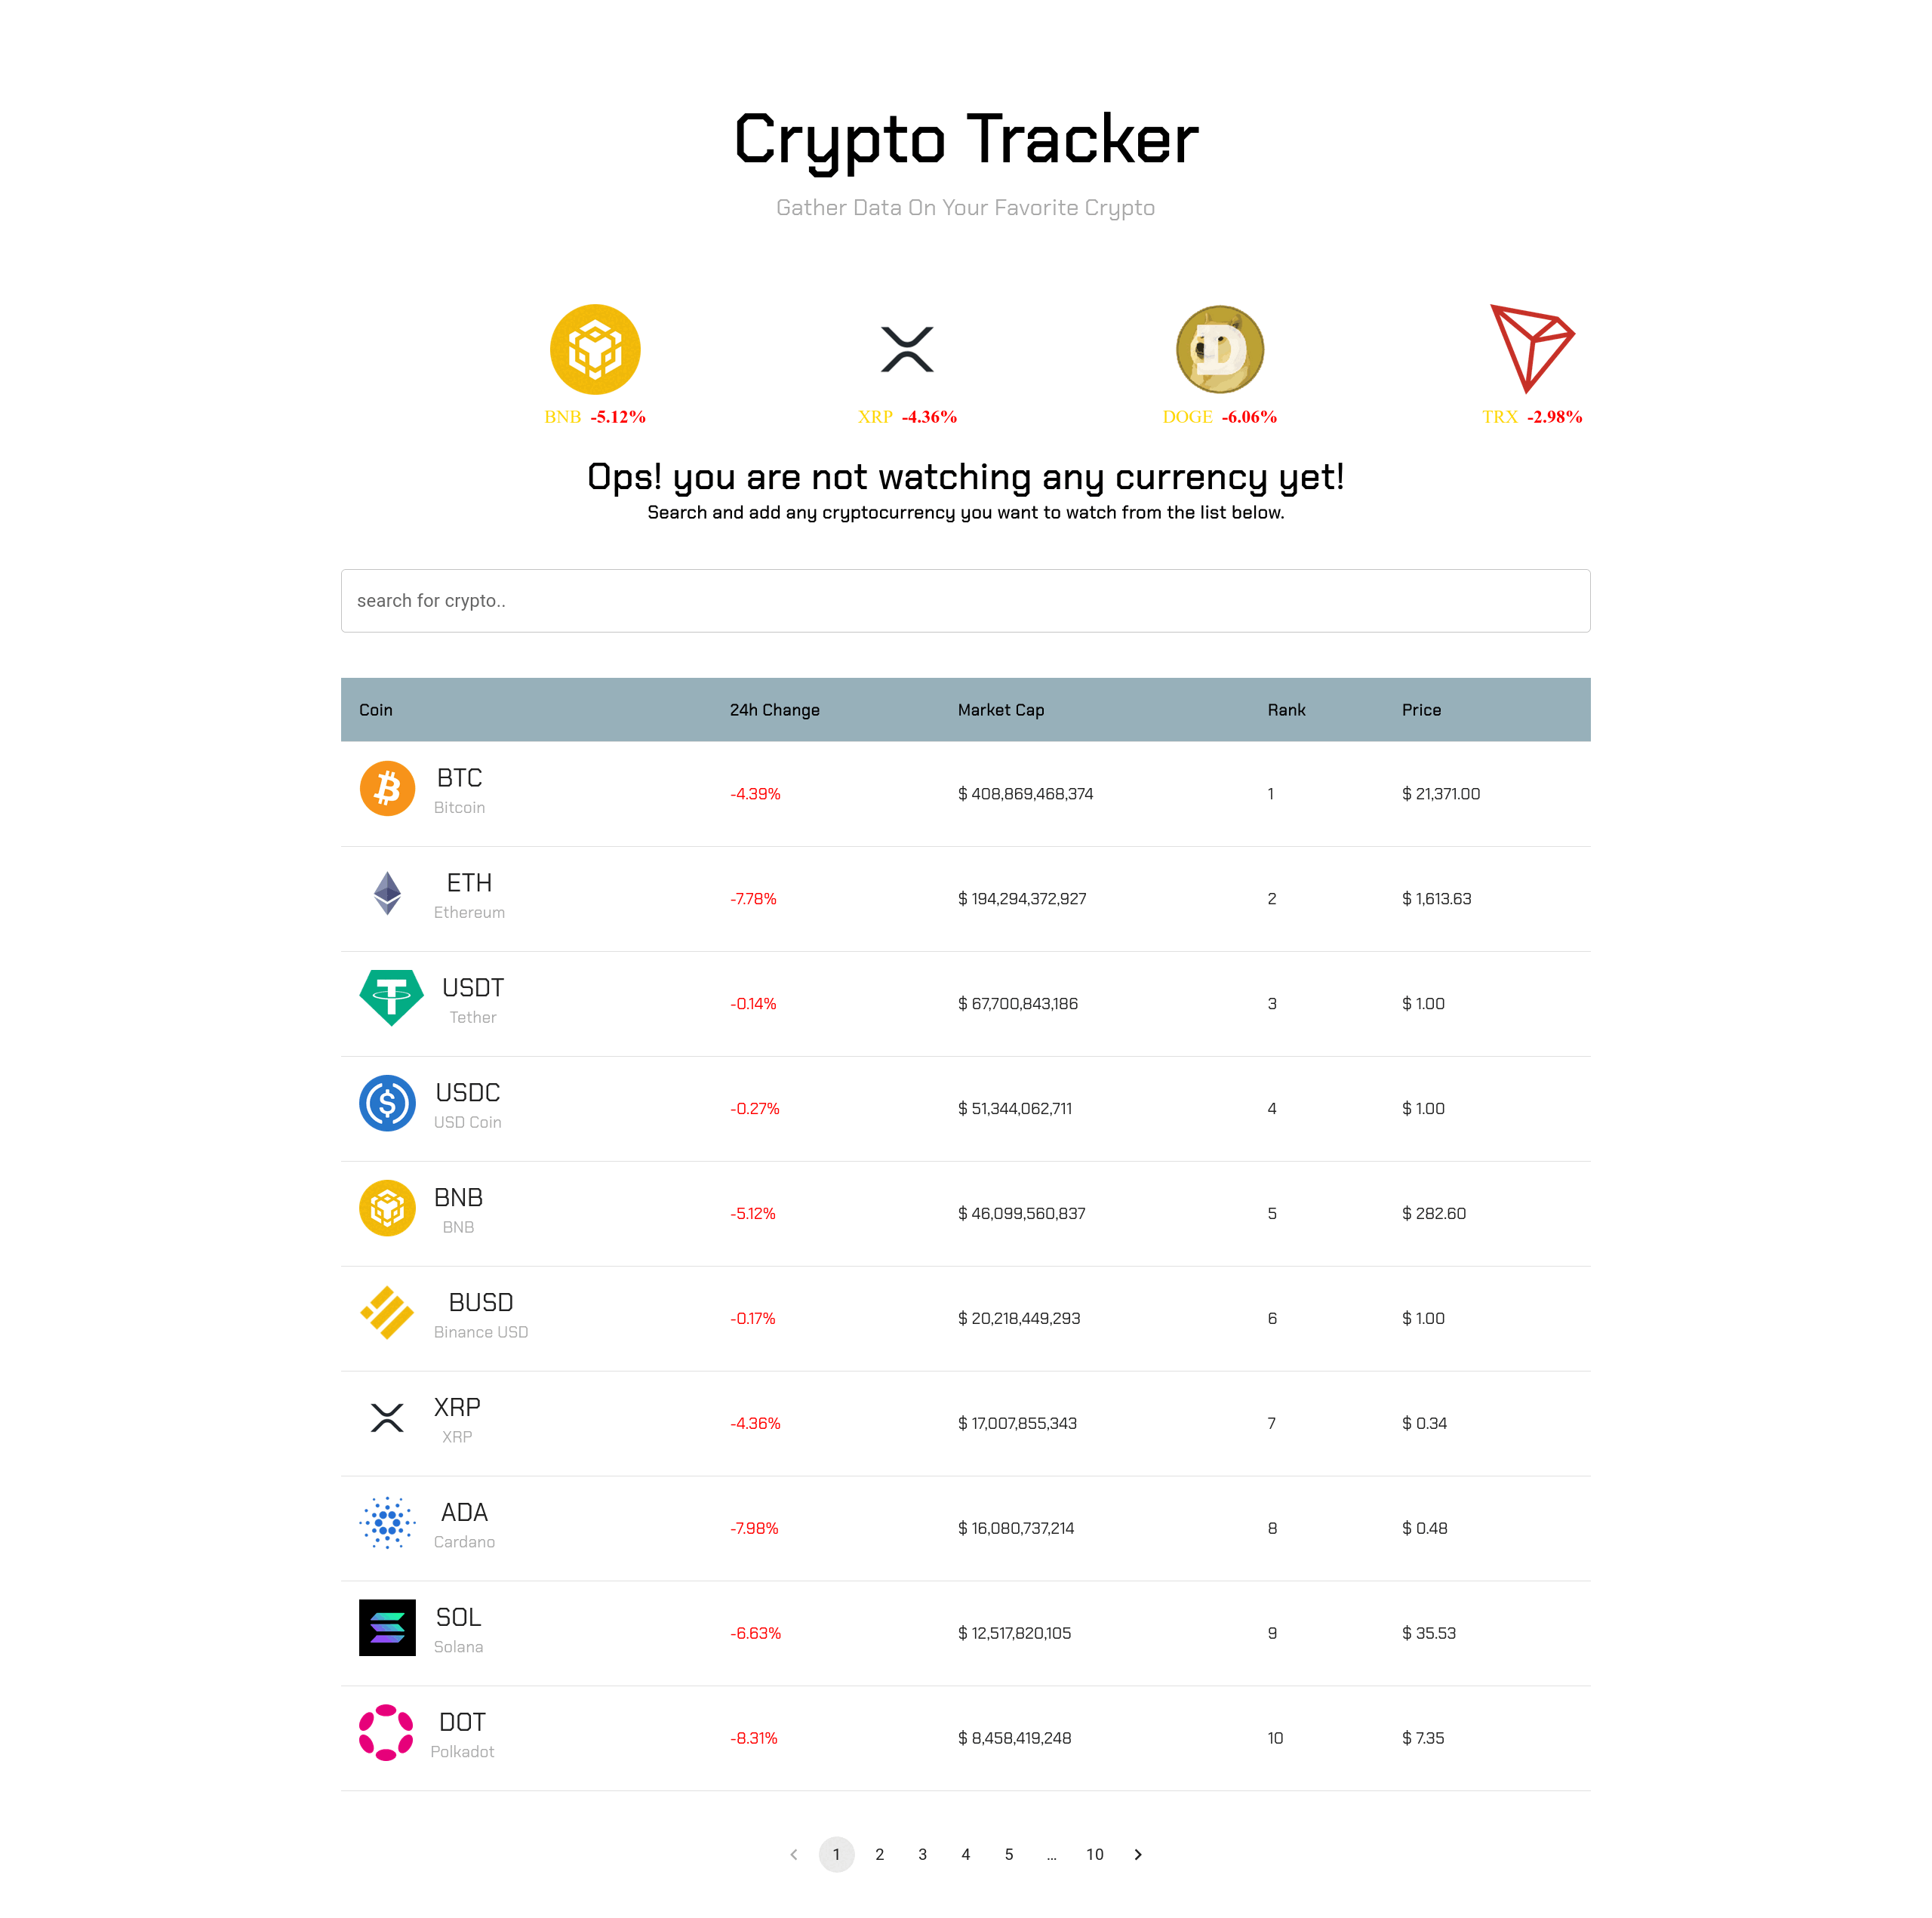 Crypto Tracker
Gather Data On Your Favorite Crypto
BNB -5.12% XRP -4.36% DOGE -6.06% TRX -2.98%
Ops! you are not watching any currency yet!
Search and add any cryptocurrency you want to watch from the list below.
search for crypto..
Coin 24h Change Market Cap Rank Price
BTC
Bitcoin
-4.39% $ 408,869,468,374 1 $ 21,371.00
ETH
Ethereum
-7.78% $ 194,294,372,927 2 $ 1,613.63
USDT
Tether
-0.14% $ 67,700,843,186 3 $ 1.00
USDC
USD Coin
-0.27% $ 51,344,062,711 4 $ 1.00
BNB
BNB
-5.12% $ 46,099,560,837 5 $ 282.60
BUSD
Binance USD
-0.17% $ 20,218,449,293 6 $ 1.00
XRP
XRP
-4.36% $ 17,007,855,343 7 $ 0.34
ADA
Cardano
-7.98% $ 16,080,737,214 8 $ 0.48
SOL
Solana
-6.63% $ 12,517,820,105 9 $ 35.53
DOT
Polkadot
-8.31% $ 8,458,419,248 10 $ 7.35
1 2 3 4 5 … 10